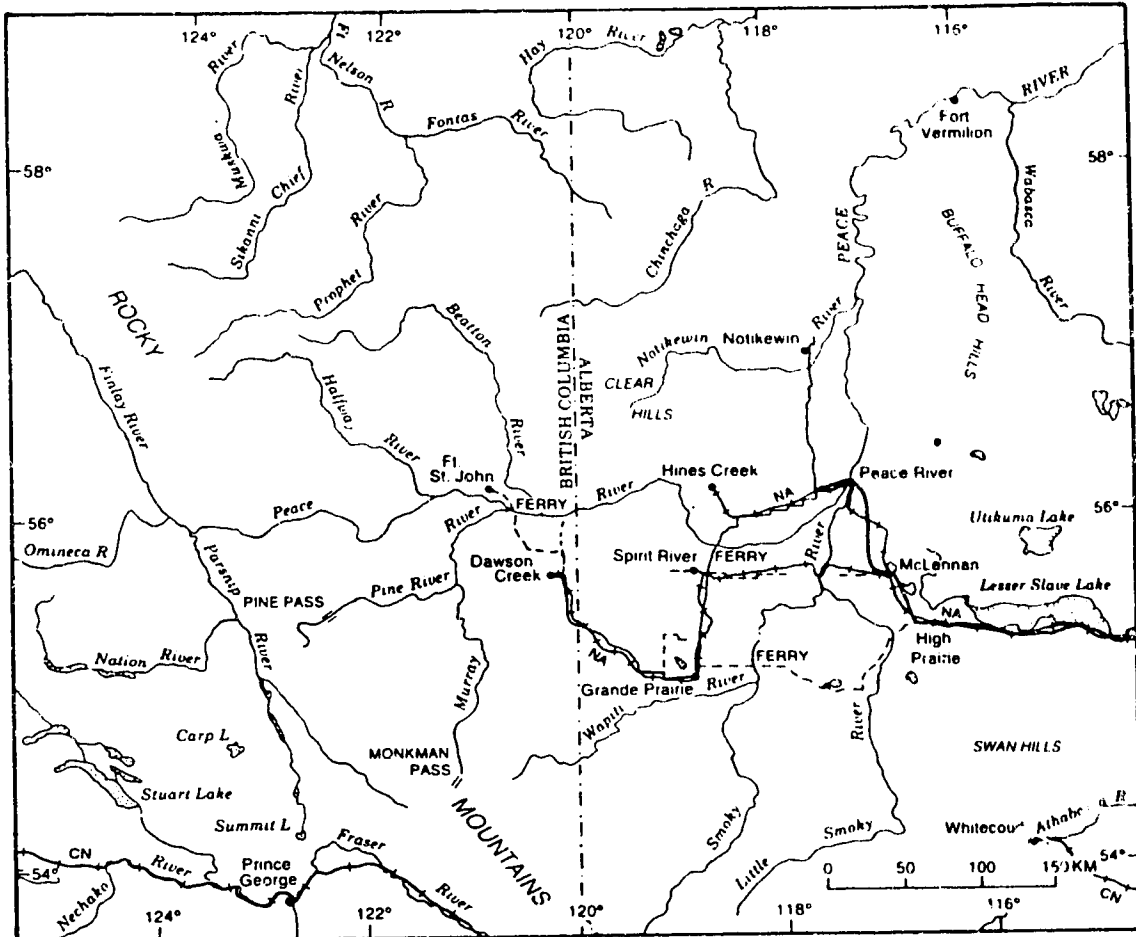 124°
122°
120°
118°
116°
River
River
Ft
Nelson
R
Hay
River
RIVER
Fort
Vermilion
Fontas
River
58°
58°
Muskwa
Sikanni Chief
River
Prophet
Chinchaga R
PEACE
Wabasca
River
BUFFALO HEAD HILLS
ROCKY
Beatton
River
BRITISH COLUMBIA
ALBERTA
Notikewin
Notikewin
River
CLEAR
HILLS
Finlay River
Halfway
River
Ft.
St. John
FERRY
River
Hines Creek
NA
Peace River
56°
56°
Peace
River
Omineca R
Parsnip
River
Dawson
Creek
Spirit River
FERRY
River
McLennan
Utikuma Lake
Lesser Slave Lake
PINE PASS
Pine River
NA
NA
High
Prairie
Nation River
Murray
FERRY
Grande Prairie
River
Wapiti
River
Carp L
MONKMAN
PASS
SWAN HILLS
Stuart Lake
MOUNTAINS
Summit L
Smoky
Little Smoky
Whitecou
CN
River
Fraser
River
Prince
George
54°
54°
Nechako
0 50 100 150 KM
CN
124°
122°
120°
118°
116°